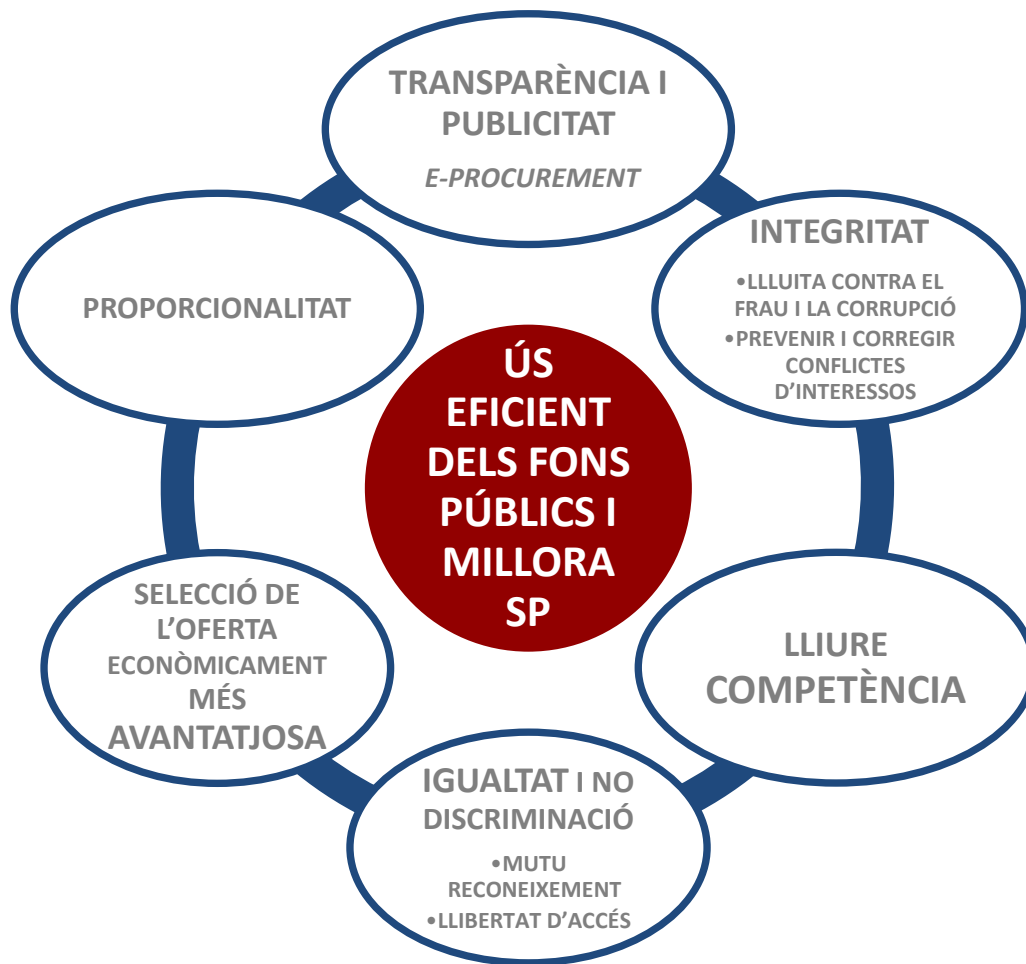 TRANSPARÈNCIA I
PUBLICITAT
E-PROCUREMENT
INTEGRITAT
•LLLUITA CONTRA EL
FRAU I LA CORRUPCIÓ
•PREVENIR I CORREGIR
CONFLICTES
D’INTERESSOS
LLIURE
COMPETÈNCIA
IGUALTAT I NO
DISCRIMINACIÓ
•MUTU
RECONEIXEMENT
•LLIBERTAT D’ACCÉS
SELECCIÓ DE
L’OFERTA
ECONÒMICAMENT
MÉS
AVANTATJOSA
PROPORCIONALITAT
ÚS
EFICIENT
DELS FONS
PÚBLICS I
MILLORA
SP